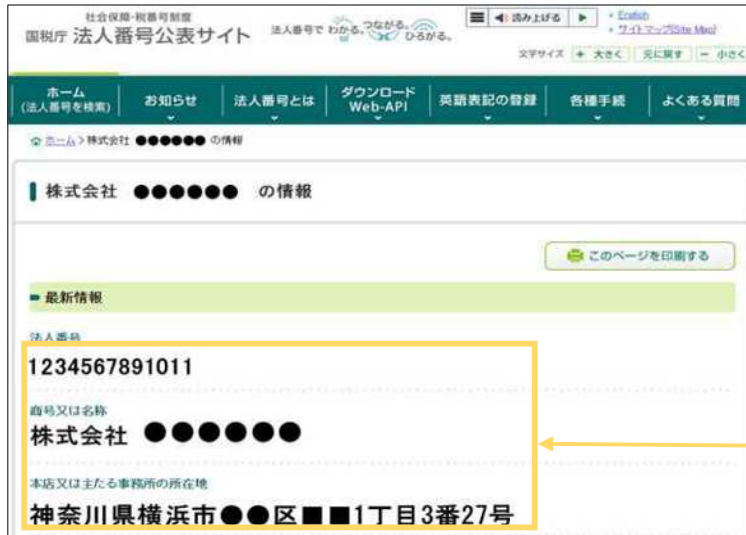 社会保障・税番号制度
国税庁 法人番号公表サイト
法人番号で わかる。つながる。ひろがる。
読み上げる
English
サイトマップ(Site Map)
文字サイズ + 大きく 元に戻す - 小さく
ホーム
(法人番号を検索)
お知らせ
法人番号とは
ダウンロード
Web-API
英語表記の登録
各種手続
よくある質問
ホーム > 株式会社 ●●●●●● の情報
株式会社 ●●●●●● の情報
このページを印刷する
最新情報
法人番号
1234567891011
商号又は名称
株式会社 ●●●●●●
本店又は主たる事務所の所在地
神奈川県横浜市●●区■■1丁目3番27号